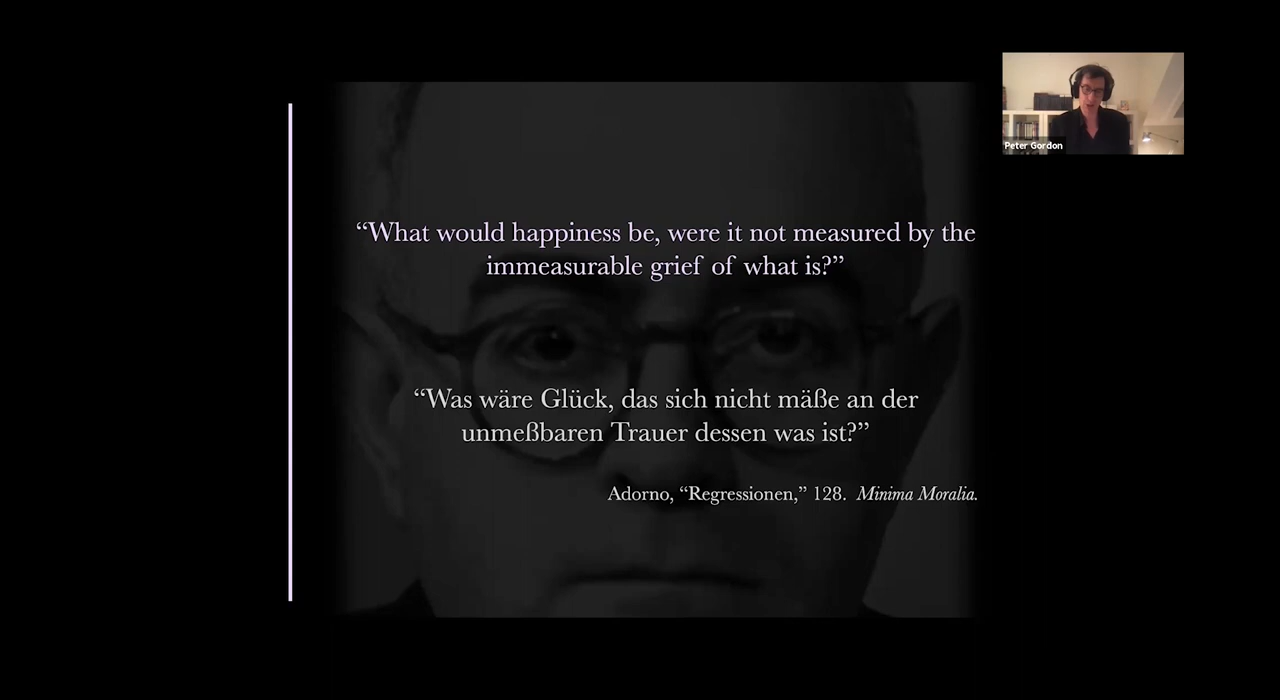 “What would happiness be, were it not measured by the
immeasurable grief of what is?”
“Was wäre Glück, das sich nicht mäße an der
unmeßbaren Trauer dessen was ist?”
Adorno, “Regressionen,” 128. Minima Moralia.
Peter Gordon